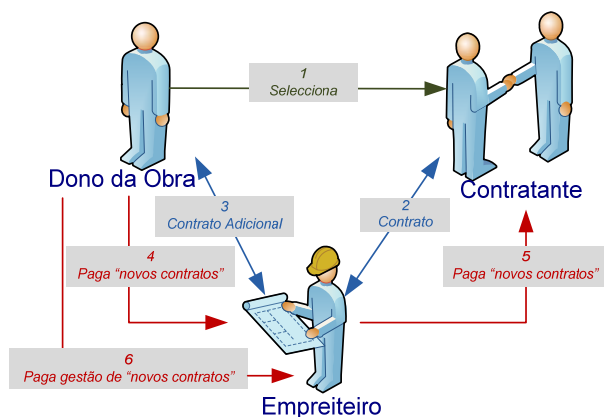 1
Selecciona
Dono da Obra
Contratante
3
Contrato Adicional
2
Contrato
4
Paga “novos contratos”
5
Paga “novos contratos”
6
Paga gestão de “novos contratos”
Empreiteiro